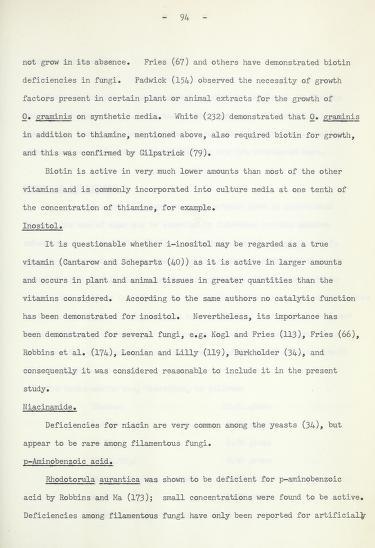 - 94 -
not grow in its absence. Fries (67) and others have demonstrated biotin
deficiencies in fungi. Padwick (154) observed the necessity of growth
factors present in certain plant or animal extracts for the growth of
O. graminis on synthetic media. White (232) demonstrated that O. graminis
in addition to thiamine, mentioned above, also required biotin for growth,
and this was confirmed by Gilpatrick (79).
Biotin is active in very much lower amounts than most of the other
vitamins and is commonly incorporated into culture media at one tenth of
the concentration of thiamine, for example.
Inositol.
It is questionable whether i-inositol may be regarded as a true
vitamin (Cantarow and Schepartz (40)) as it is active in larger amounts
and occurs in plant and animal tissues in greater quantities than the
vitamins considered. According to the same authors no catalytic function
has been demonstrated for inositol. Nevertheless, its importance has
been demonstrated for several fungi, e.g. Kogl and Fries (113), Fries (66),
Robbins et al. (174), Leonian and Lilly (119), Burkholder (34), and
consequently it was considered reasonable to include it in the present
study.
Niacinamide.
Deficiencies for niacin are very common among the yeasts (34), but
appear to be rare among filamentous fungi.
p-Aminobenzoic acid.
Rhodotorula aurantica was shown to be deficient for p-aminobenzoic
acid by Robbins and Ma (173); small concentrations were found to be active.
Deficiencies among filamentous fungi have only been reported for artificially